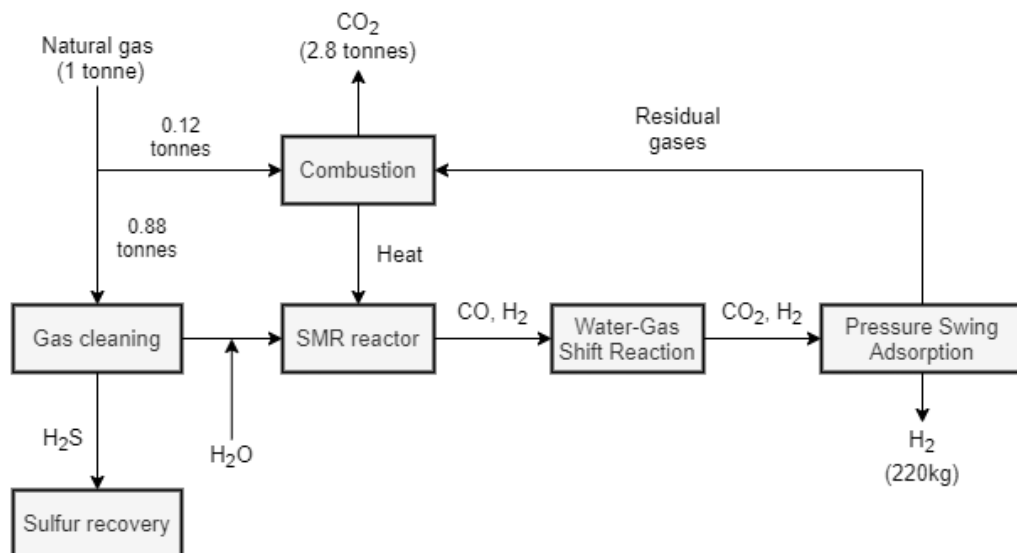 CO₂
(2.8 tonnes)
Natural gas
(1 tonne)
0.12
tonnes
Residual
gases
Combustion
0.88
tonnes
Heat
Gas cleaning
SMR reactor
CO, H₂
Water-Gas
Shift Reaction
CO₂, H₂
Pressure Swing
Adsorption
H₂S
H₂O
H₂
(220kg)
Sulfur recovery